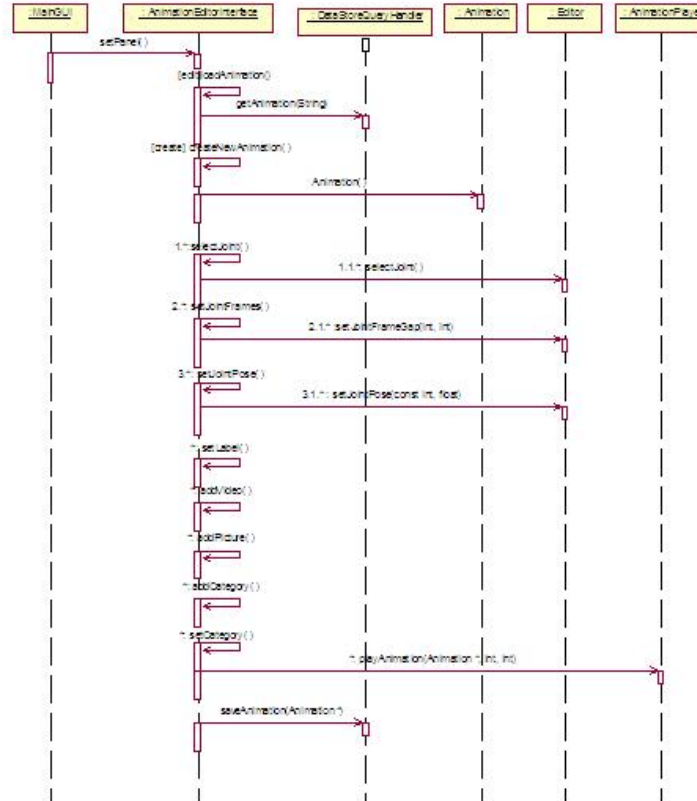 : MainGUI
: AnimationEditorInterface
: DataStoreQueryHandler
: Animation
: Editor
: AnimationPlayer
setPanel( )
[edit]loadAnimation()
getAnimation(String)
[create] createNewAnimation( )
Animation( )
1.*: selectJoint( )
1.1.*: selectJoint( )
2.*: setJointFrames( )
2.1.*: setJointFrameGap(int, int)
3.*: setJointPose( )
3.1.*: setJointPose(const int, float)
*: setLabel( )
*: addVideo( )
*: addPicture( )
*: addCategory( )
*: setCategory( )
*: playAnimation(Animation *, int, int)
saveAnimation(Animation *)